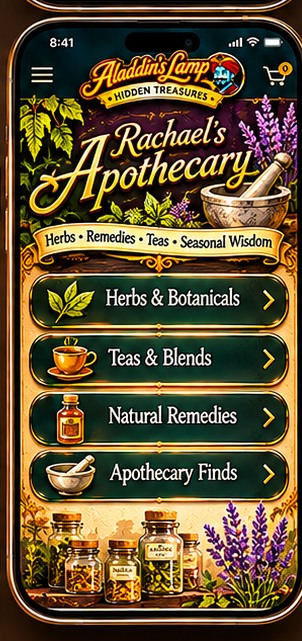 8:41
Aladdin's Lamp
0
• HIDDEN TREASURES •
Rachael's
Apothecary
Herbs • Remedies • Teas • Seasonal Wisdom
Herbs & Botanicals
Teas & Blends
Natural Remedies
Apothecary Finds